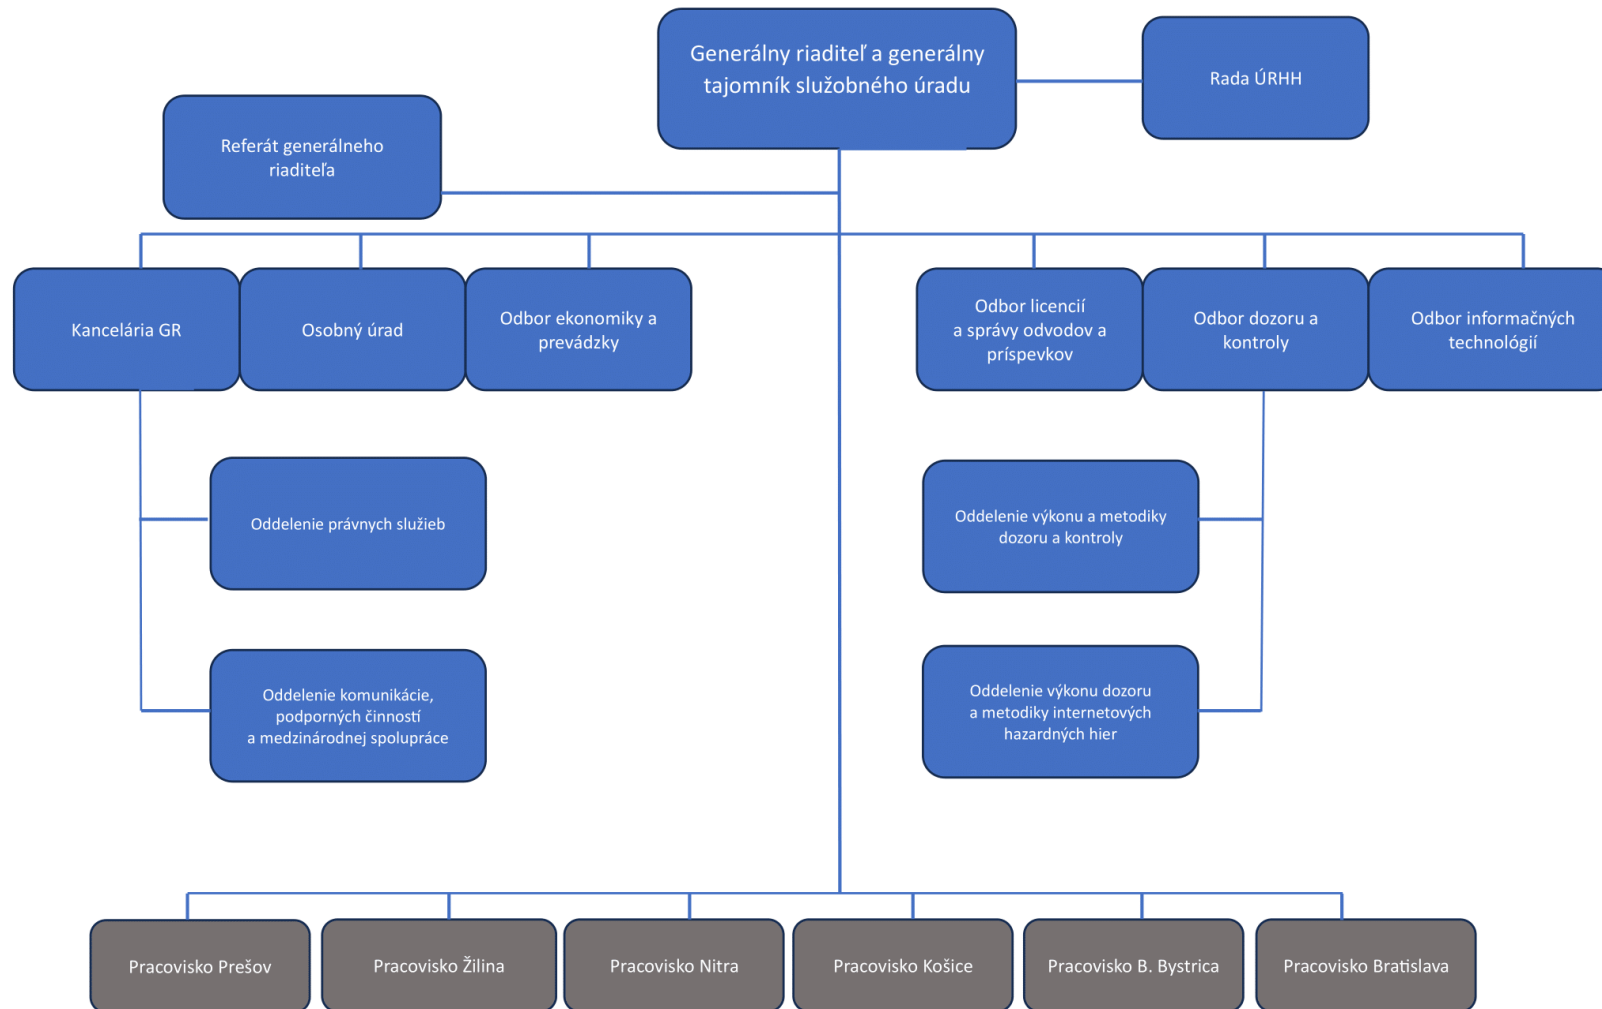 Generálny riaditeľ a generálny
tajomník služobného úradu
Rada ÚRHH
Referát generálneho
riaditeľa
Kancelária GR
Osobný úrad
Odbor ekonomiky a
prevádzky
Odbor licencií
a správy odvodov a
príspevkov
Odbor dozoru a
kontroly
Odbor informačných
technológií
Oddelenie právnych služieb
Oddelenie výkonu a metodiky
dozoru a kontroly
Oddelenie komunikácie,
podporných činností
a medzinárodnej spolupráce
Oddelenie výkonu dozoru
a metodiky internetových
hazardných hier
Pracovisko Prešov
Pracovisko Žilina
Pracovisko Nitra
Pracovisko Košice
Pracovisko B. Bystrica
Pracovisko Bratislava